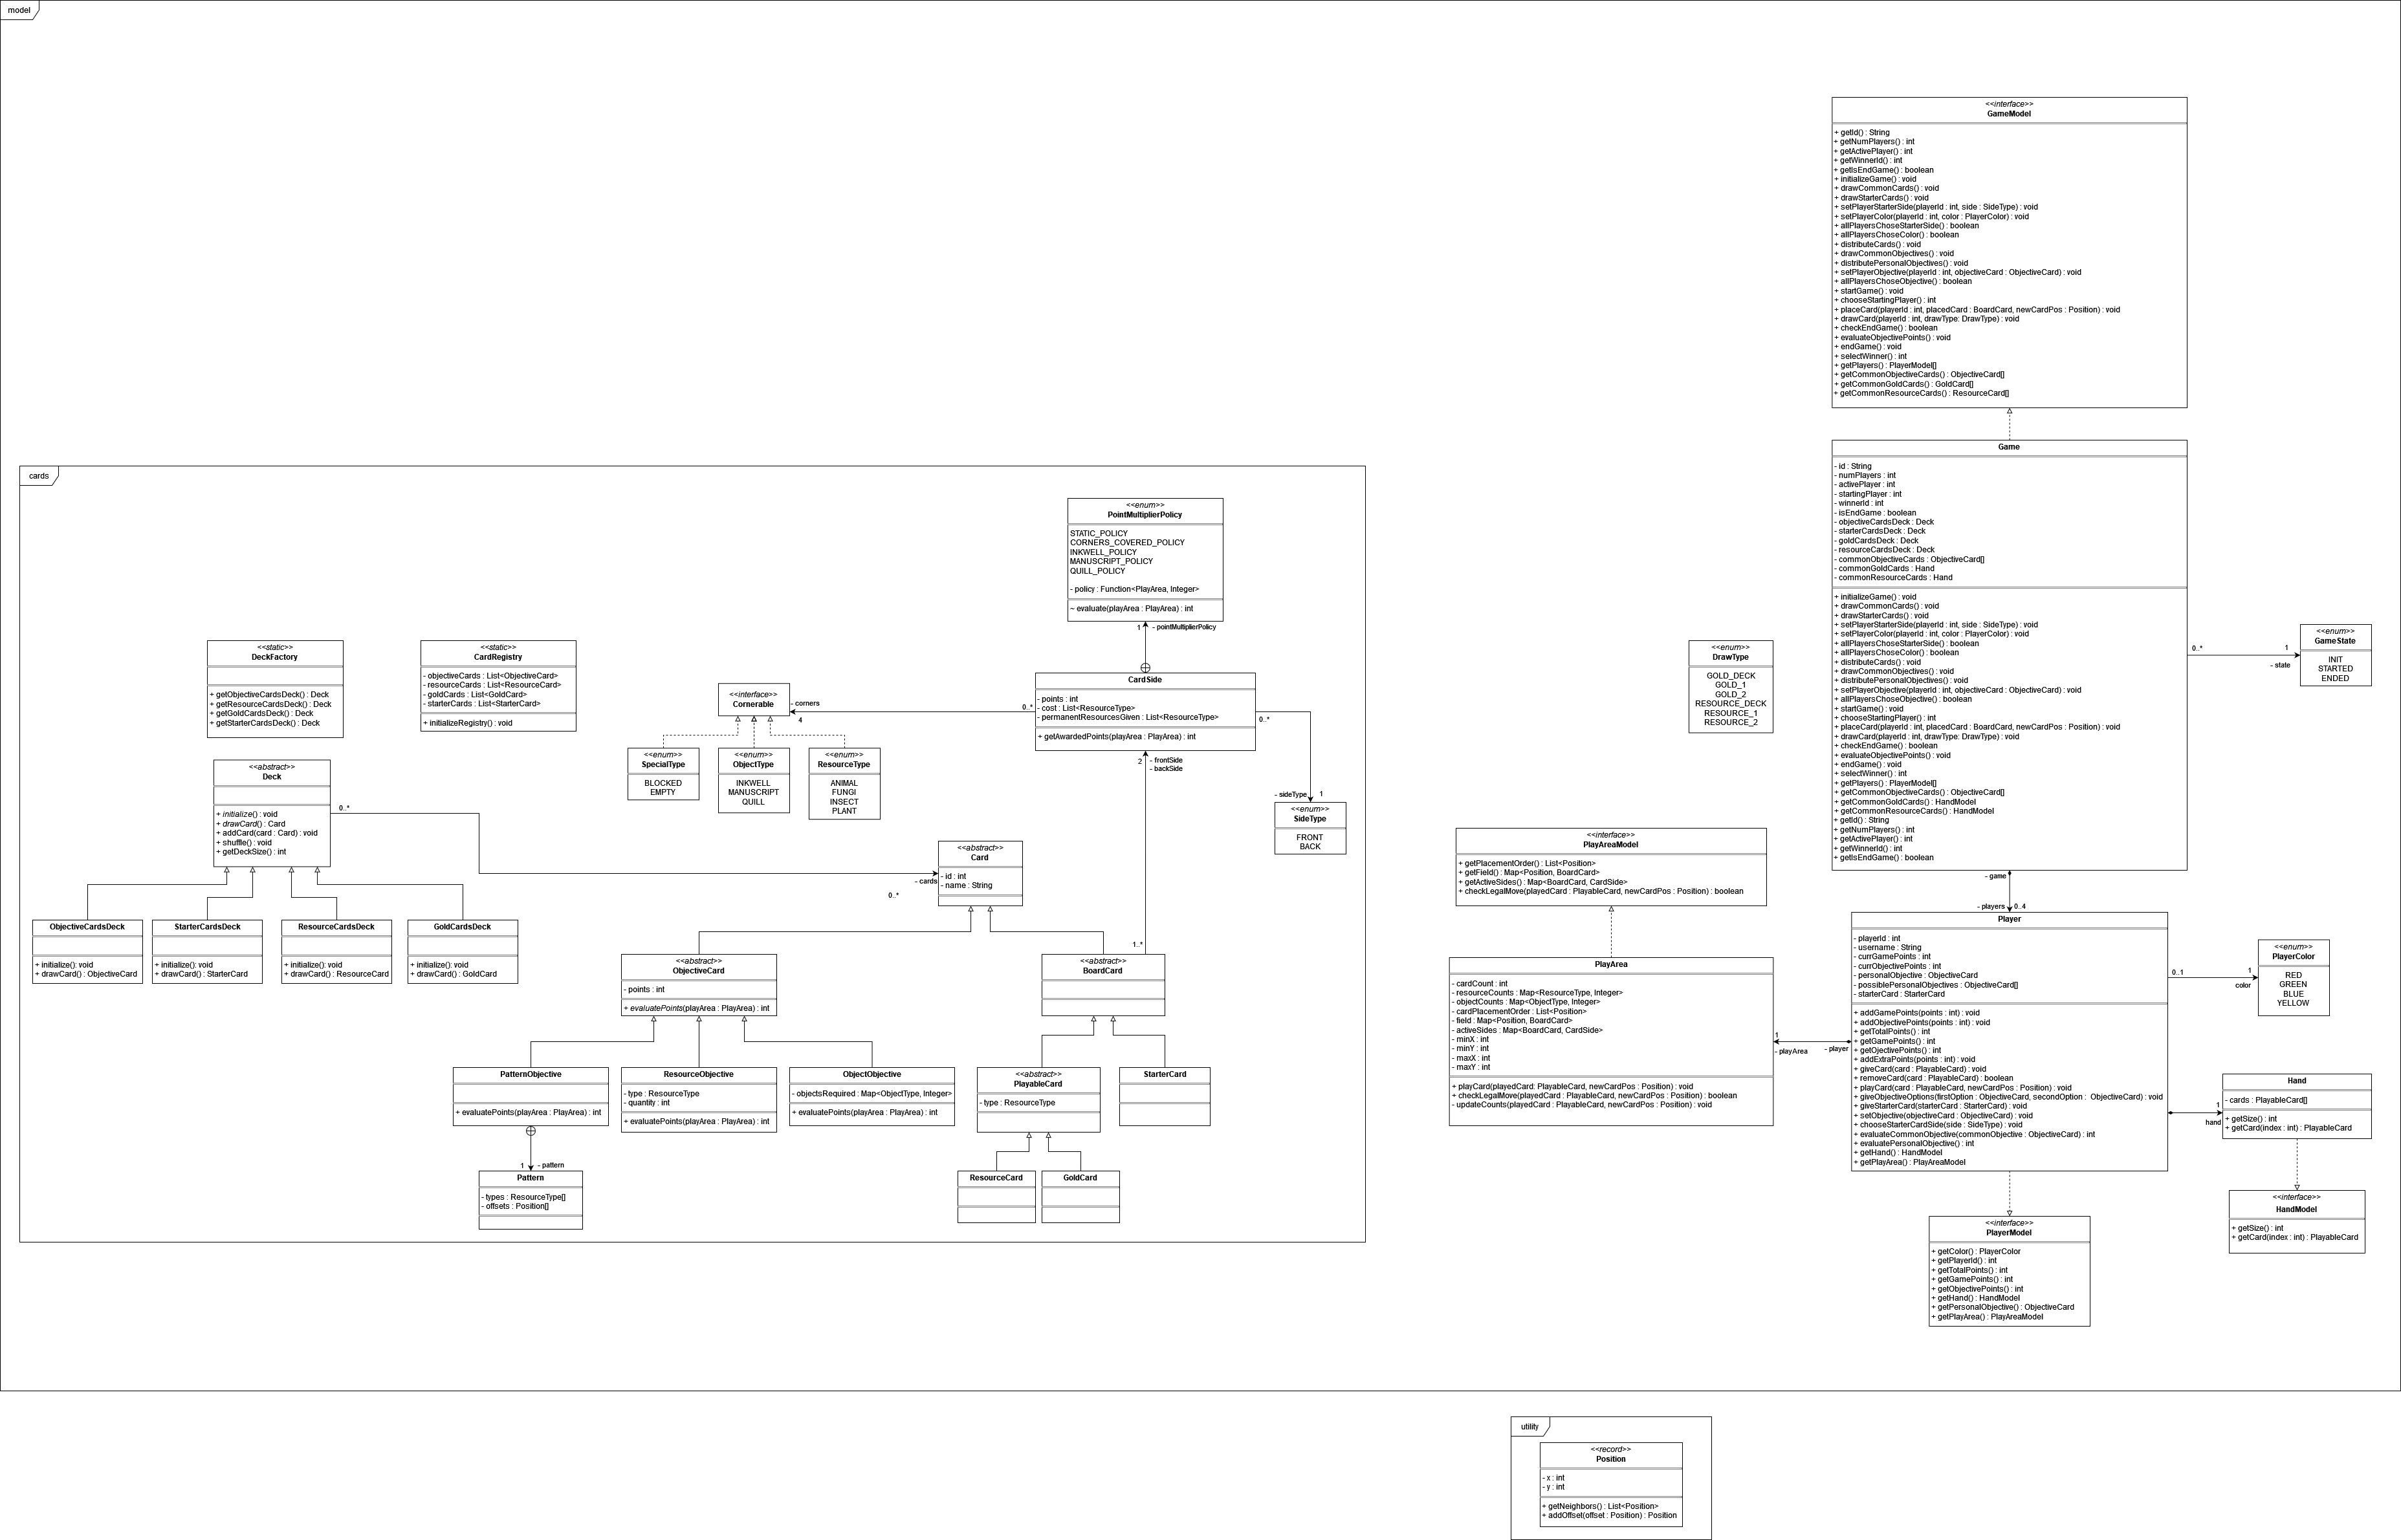 model
<<interface>>
GameModel
+ getId() : String
+ getNumPlayers() : int
+ getActivePlayer() : int
+ getWinnerId() : int
+ getIsEndGame() : boolean
+ initializeGame() : void
+ drawCommonCards() : void
+ drawStarterCards() : void
+ setPlayerStarterSide(playerId : int, side : SideType) : void
+ setPlayerColor(playerId : int, color : PlayerColor) : void
+ allPlayersChoseStarterSide() : boolean
+ allPlayersChoseColor() : boolean
+ distributeCards() : void
+ drawCommonObjectives() : void
+ distributePersonalObjectives() : void
+ setPlayerObjective(playerId : int, objectiveCard : ObjectiveCard) : void
+ allPlayersChoseObjective() : boolean
+ startGame() : void
+ chooseStartingPlayer() : int
+ placeCard(playerId : int, placedCard : BoardCard, newCardPos : Position) : void
+ drawCard(playerId : int, drawType: DrawType) : void
+ checkEndGame() : boolean
+ evaluateObjectivePoints() : void
+ endGame() : void
+ selectWinner() : int
+ getPlayers() : PlayerModel[]
+ getCommonObjectiveCards() : ObjectiveCard[]
+ getCommonGoldCards() : GoldCard[]
+ getCommonResourceCards() : ResourceCard[]
Game
- id : String
- numPlayers : int
- activePlayer : int
- startingPlayer : int
- winnerId : int
- isEndGame : boolean
- objectiveCardsDeck : Deck
- starterCardsDeck : Deck
- goldCardsDeck : Deck
- resourceCardsDeck : Deck
- commonObjectiveCards : ObjectiveCard[]
- commonGoldCards : Hand
- commonResourceCards : Hand
+ initializeGame() : void
+ drawCommonCards() : void
+ drawStarterCards() : void
+ setPlayerStarterSide(playerId : int, side : SideType) : void
+ setPlayerColor(playerId : int, color : PlayerColor) : void
+ allPlayersChoseStarterSide() : boolean
+ allPlayersChoseColor() : boolean
+ distributeCards() : void
+ drawCommonObjectives() : void
+ distributePersonalObjectives() : void
+ setPlayerObjective(playerId : int, objectiveCard : ObjectiveCard) : void
+ allPlayersChoseObjective() : boolean
+ startGame() : void
+ chooseStartingPlayer() : int
+ placeCard(playerId : int, placedCard : BoardCard, newCardPos : Position) : void
+ drawCard(playerId : int, drawType: DrawType) : void
+ checkEndGame() : boolean
+ evaluateObjectivePoints() : void
+ endGame() : void
+ selectWinner() : int
+ getPlayers() : PlayerModel[]
+ getCommonObjectiveCards() : ObjectiveCard[]
+ getCommonGoldCards() : HandModel
+ getCommonResourceCards() : HandModel
+ getId() : String
+ getNumPlayers() : int
+ getActivePlayer() : int
+ getWinnerId() : int
+ getIsEndGame() : boolean
0..*
1
- state
<<enum>>
GameState
INIT
STARTED
ENDED
cards
<<enum>>
PointMultiplierPolicy
STATIC_POLICY
CORNERS_COVERED_POLICY
INKWELL_POLICY
MANUSCRIPT_POLICY
QUILL_POLICY
- policy : Function<PlayArea, Integer>
~ evaluate(playArea : PlayArea) : int
1
- pointMultiplierPolicy
<<static>>
DeckFactory
+ getObjectiveCardsDeck() : Deck
+ getResourceCardsDeck() : Deck
+ getGoldCardsDeck() : Deck
+ getStarterCardsDeck() : Deck
<<static>>
CardRegistry
- objectiveCards : List<ObjectiveCard>
- resourceCards : List<ResourceCard>
- goldCards : List<GoldCard>
- starterCards : List<StarterCard>
+ initializeRegistry() : void
<<interface>>
Cornerable
- corners
4
0..*
CardSide
- points : int
- cost : List<ResourceType>
- permanentResourcesGiven : List<ResourceType>
+ getAwardedPoints(playArea : PlayArea) : int
0..*
2
- frontSide
- backSide
- sideType
1
<<enum>>
SideType
FRONT
BACK
<<enum>>
SpecialType
BLOCKED
EMPTY
<<enum>>
ObjectType
INKWELL
MANUSCRIPT
QUILL
<<enum>>
ResourceType
ANIMAL
FUNGI
INSECT
PLANT
<<enum>>
DrawType
GOLD_DECK
GOLD_1
GOLD_2
RESOURCE_DECK
RESOURCE_1
RESOURCE_2
<<abstract>>
Deck
+ initialize() : void
+ drawCard() : Card
+ addCard(card : Card) : void
+ shuffle() : void
+ getDeckSize() : int
0..*
- cards
0..*
<<abstract>>
Card
- id : int
- name : String
ObjectiveCardsDeck
+ initialize(): void
+ drawCard() : ObjectiveCard
StarterCardsDeck
+ initialize(): void
+ drawCard() : StarterCard
ResourceCardsDeck
+ initialize(): void
+ drawCard() : ResourceCard
GoldCardsDeck
+ initialize(): void
+ drawCard() : GoldCard
<<abstract>>
ObjectiveCard
- points : int
+ evaluatePoints(playArea : PlayArea) : int
1..*
<<abstract>>
BoardCard
PatternObjective
+ evaluatePoints(playArea : PlayArea) : int
ResourceObjective
- type : ResourceType
- quantity : int
+ evaluatePoints(playArea : PlayArea) : int
ObjectObjective
- objectsRequired : Map<ObjectType, Integer>
+ evaluatePoints(playArea : PlayArea) : int
<<abstract>>
PlayableCard
- type : ResourceType
StarterCard
1
- pattern
Pattern
- types : ResourceType[]
- offsets : Position[]
ResourceCard
GoldCard
<<interface>>
PlayAreaModel
+ getPlacementOrder() : List<Position>
+ getField() : Map<Position, BoardCard>
+ getActiveSides() : Map<BoardCard, CardSide>
+ checkLegalMove(playedCard : PlayableCard, newCardPos : Position) : boolean
PlayArea
- cardCount : int
- resourceCounts : Map<ResourceType, Integer>
- objectCounts : Map<ObjectType, Integer>
- cardPlacementOrder : List<Position>
- field : Map<Position, BoardCard>
- activeSides : Map<BoardCard, CardSide>
- minX : int
- minY : int
- maxX : int
- maxY : int
+ playCard(playedCard: PlayableCard, newCardPos : Position) : void
+ checkLegalMove(playedCard : PlayableCard, newCardPos : Position) : boolean
- updateCounts(playedCard : PlayableCard, newCardPos : Position) : void
1
- playArea
- player
- game
- players
0..4
Player
- playerId : int
- username : String
- currGamePoints : int
- currObjectivePoints : int
- personalObjective : ObjectiveCard
- possiblePersonalObjectives : ObjectiveCard[]
- starterCard : StarterCard
+ addGamePoints(points : int) : void
+ addObjectivePoints(points : int) : void
+ getTotalPoints() : int
+ getGamePoints() : int
+ getOjectivePoints() : int
+ addExtraPoints(points : int) : void
+ giveCard(card : PlayableCard) : void
+ removeCard(card : PlayableCard) : boolean
+ playCard(card : PlayableCard, newCardPos : Position) : void
+ giveObjectiveOptions(firstOption : ObjectiveCard, secondOption : ObjectiveCard) : void
+ giveStarterCard(starterCard : StarterCard) : void
+ setObjective(objectiveCard : ObjectiveCard) : void
+ chooseStarterCardSide(side : SideType) : void
+ evaluateCommonObjective(commonObjective : ObjectiveCard) : int
+ evaluatePersonalObjective() : int
+ getHand() : HandModel
+ getPlayArea() : PlayAreaModel
0..1
1
color
<<enum>>
PlayerColor
RED
GREEN
BLUE
YELLOW
1
hand
Hand
- cards : PlayableCard[]
+ getSize() : int
+ getCard(index : int) : PlayableCard
<<interface>>
HandModel
+ getSize() : int
+ getCard(index : int) : PlayableCard
<<interface>>
PlayerModel
+ getColor() : PlayerColor
+ getPlayerId() : int
+ getTotalPoints() : int
+ getGamePoints() : int
+ getObjectivePoints() : int
+ getHand() : HandModel
+ getPersonalObjective() : ObjectiveCard
+ getPlayArea() : PlayAreaModel
utility
<<record>>
Position
- x : int
- y : int
+ getNeighbors() : List<Position>
+ addOffset(offset : Position) : Position